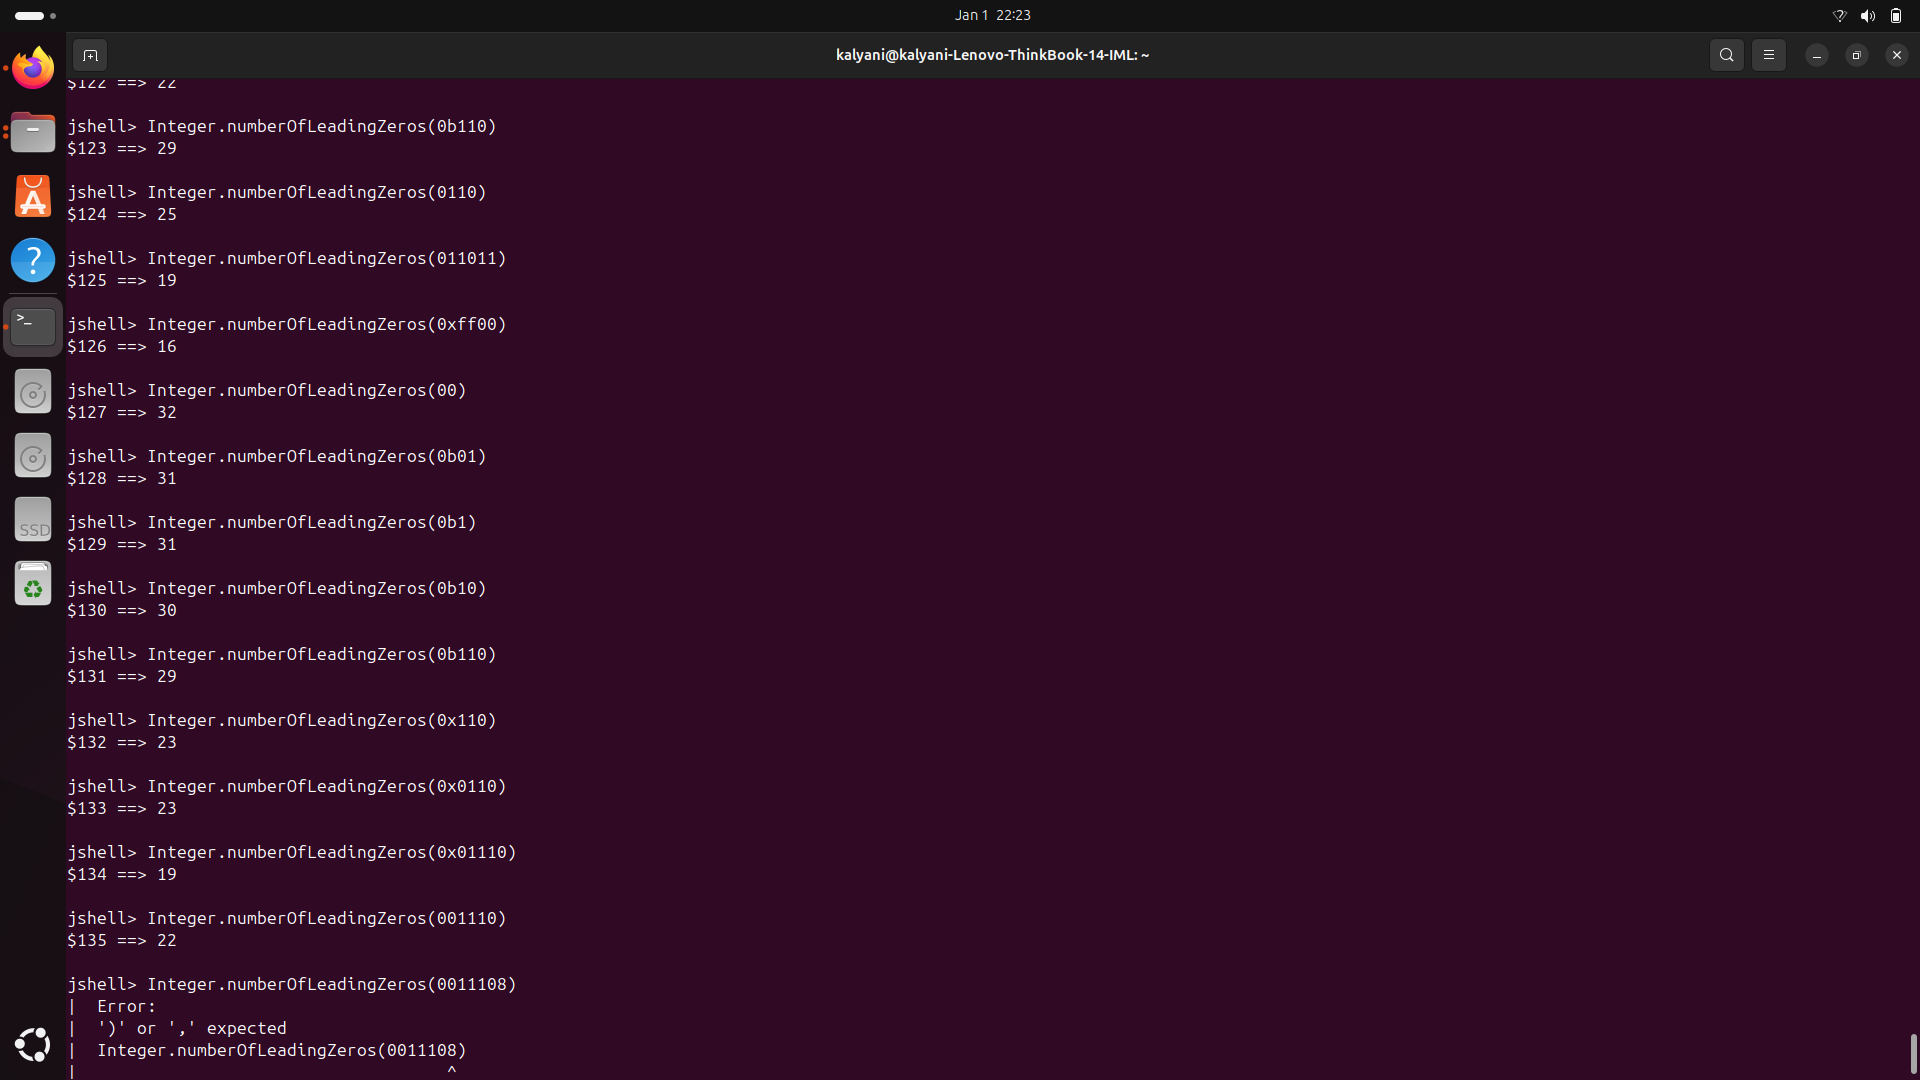 Jan 1 22:23
kalyani@kalyani-Lenovo-ThinkBook-14-IML: ~
$122 ==> 22
jshell> Integer.numberOfLeadingZeros(0b110)
$123 ==> 29
jshell> Integer.numberOfLeadingZeros(0110)
$124 ==> 25
jshell> Integer.numberOfLeadingZeros(011011)
$125 ==> 19
jshell> Integer.numberOfLeadingZeros(0xff00)
$126 ==> 16
jshell> Integer.numberOfLeadingZeros(00)
$127 ==> 32
jshell> Integer.numberOfLeadingZeros(0b01)
$128 ==> 31
jshell> Integer.numberOfLeadingZeros(0b1)
$129 ==> 31
jshell> Integer.numberOfLeadingZeros(0b10)
$130 ==> 30
jshell> Integer.numberOfLeadingZeros(0b110)
$131 ==> 29
jshell> Integer.numberOfLeadingZeros(0x110)
$132 ==> 23
jshell> Integer.numberOfLeadingZeros(0x0110)
$133 ==> 23
jshell> Integer.numberOfLeadingZeros(0x01110)
$134 ==> 19
jshell> Integer.numberOfLeadingZeros(001110)
$135 ==> 22
jshell> Integer.numberOfLeadingZeros(0011108)
| Error:
| ')' or ',' expected
| Integer.numberOfLeadingZeros(0011108)
| ^
SSD